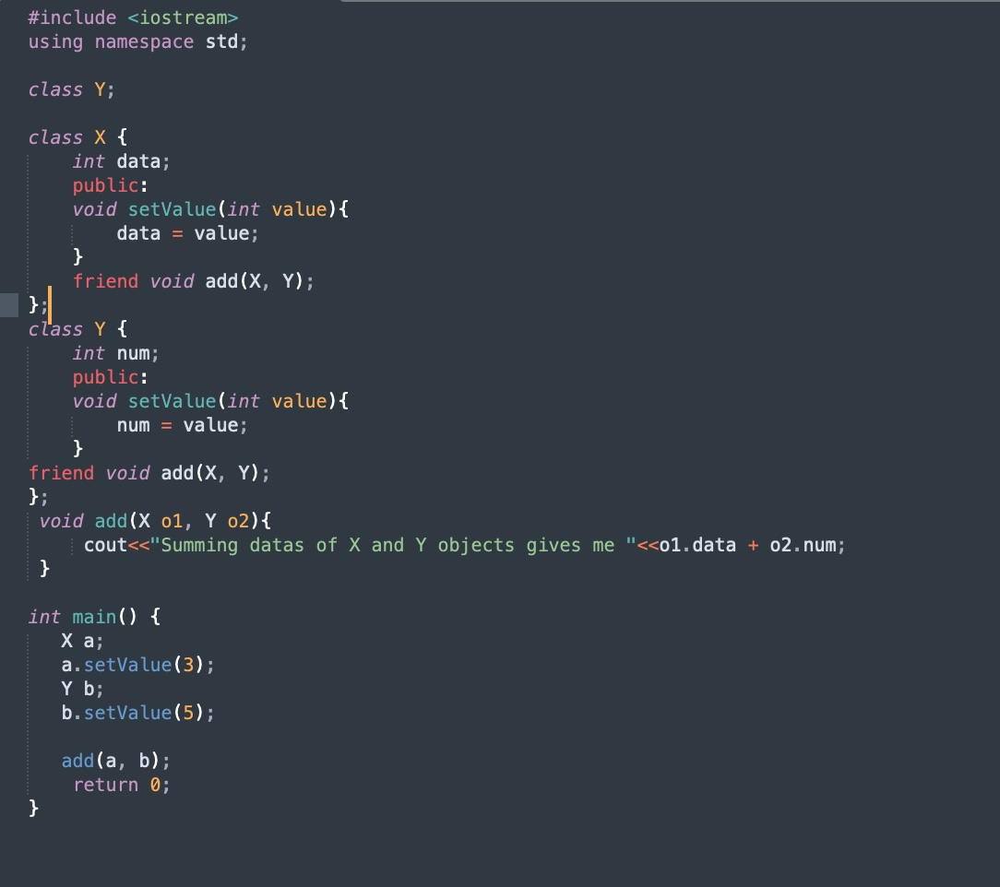 #include <iostream>
using namespace std;
class Y;
class X {
int data;
public:
void setValue(int value){
data = value;
}
friend void add(X, Y);
};
class Y {
int num;
public:
void setValue(int value){
num = value;
}
friend void add(X, Y);
};
void add(X o1, Y o2){
cout<<"Summing datas of X and Y objects gives me "<<o1.data + o2.num;
}
int main() {
X a;
a.setValue(3);
Y b;
b.setValue(5);
add(a, b);
return 0;
}